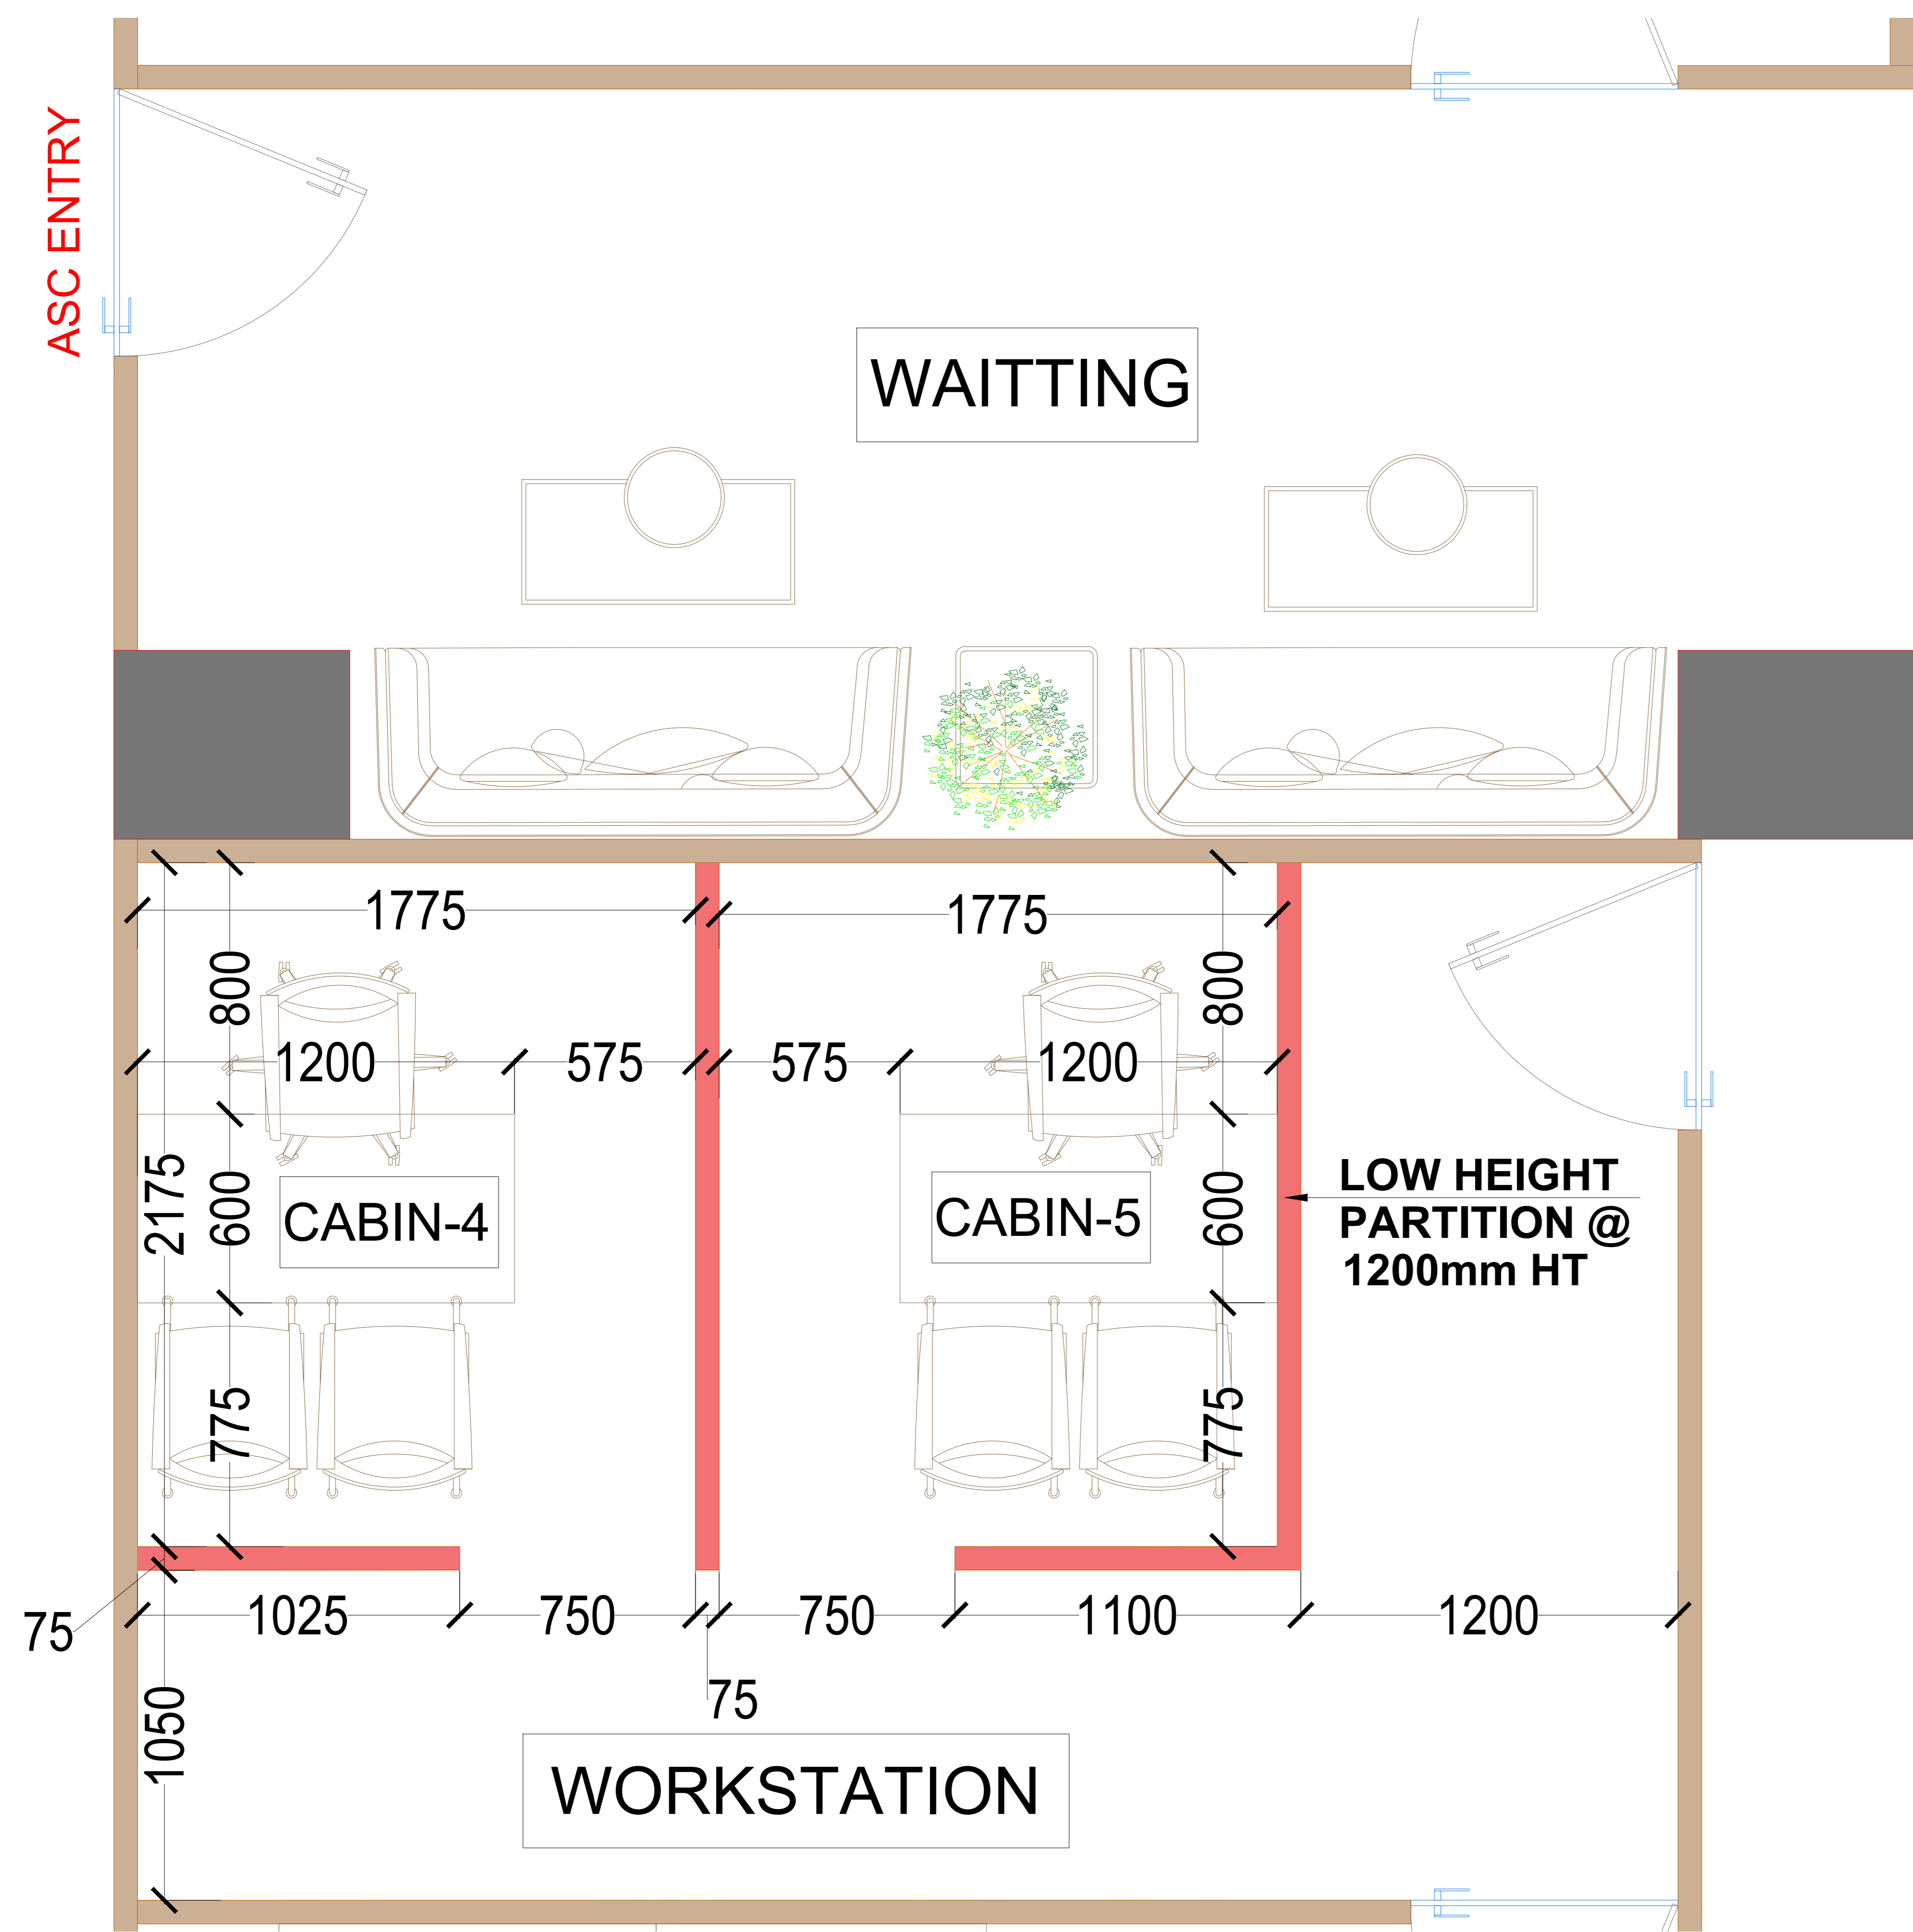 ASC ENTRY
WAITTING
1775
1775
800
800
1200
575
575
1200
2175
600
600
CABIN-4
CABIN-5
LOW HEIGHT
PARTITION @
1200mm HT
775
775
75
1025
750
750
1100
1200
75
1050
WORKSTATION